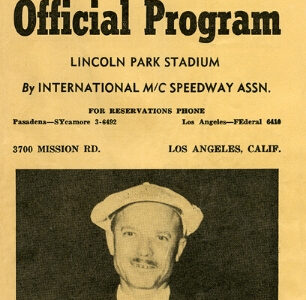 Official Program
LINCOLN PARK STADIUM
By INTERNATIONAL M/C SPEEDWAY ASSN.
FOR RESERVATIONS PHONE
Pasadena—SYcamore 3-6492 Los Angeles—FEderal 6410
3700 MISSION RD. LOS ANGELES, CALIF.